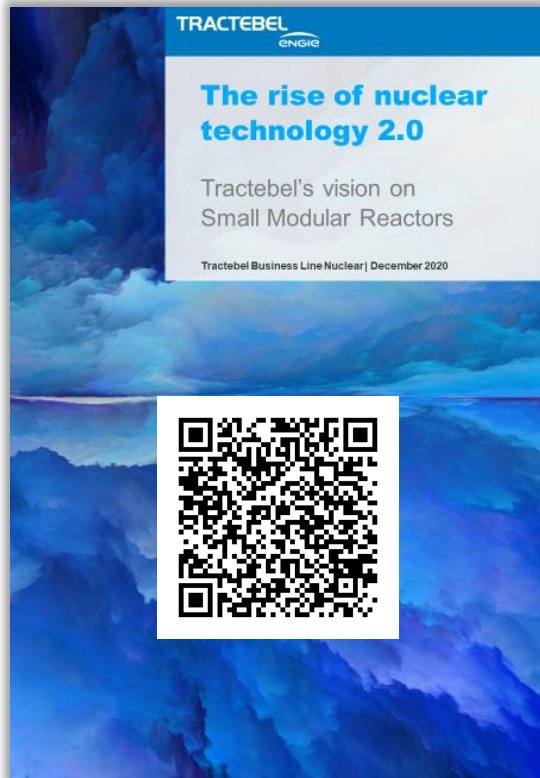 TRACTEBEL
ENGIE
The rise of nuclear
technology 2.0
Tractebel's vision on
Small Modular Reactors
Tractebel Business Line Nuclear| December 2020